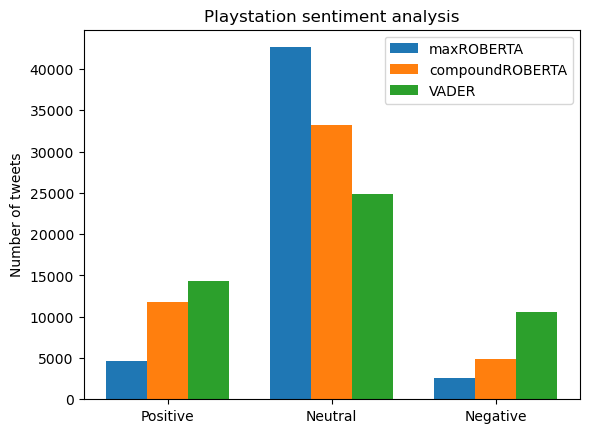 Playstation sentiment analysis
maxROBERTA
compoundROBERTA
VADER
Number of tweets
40000
35000
30000
25000
20000
15000
10000
5000
0
Positive Neutral Negative